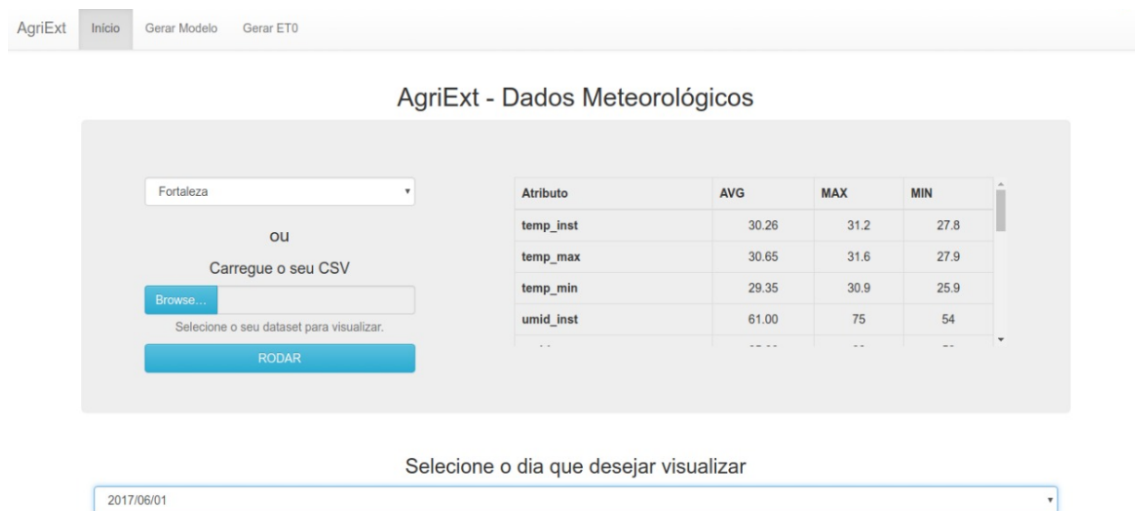 AgriExt Início Gerar Modelo Gerar ET0
AgriExt - Dados Meteorológicos
Fortaleza
ou
Carregue o seu CSV
Browse...
Selecione o seu dataset para visualizar.
RODAR
Atributo AVG MAX MIN
temp_inst 30.26 31.2 27.8
temp_max 30.65 31.6 27.9
temp_min 29.35 30.9 25.9
umid_inst 61.00 75 54
Selecione o dia que desejar visualizar
2017/06/01